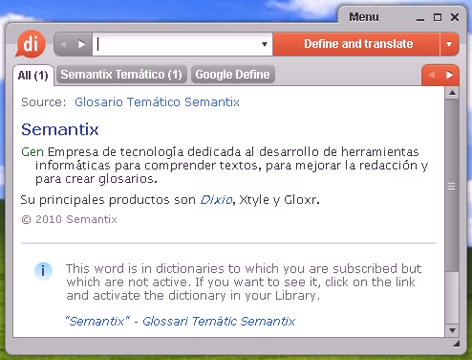 Menu
di
Define and translate
All (1) Semantix Temático (1) Google Define
Source: Glosario Temático Semantix
Semantix
Gen Empresa de tecnología dedicada al desarrollo de herramientas
informáticas para comprender textos, para mejorar la redacción y
para crear glosarios.
Su principales productos son Dixio, Xtyle y Gloxr.
© 2010 Semantix
i
This word is in dictionaries to which you are subscribed but
which are not active. If you want to see it, click on the link
and activate the dictionary in your Library.
"Semantix" - Glossari Temàtic Semantix